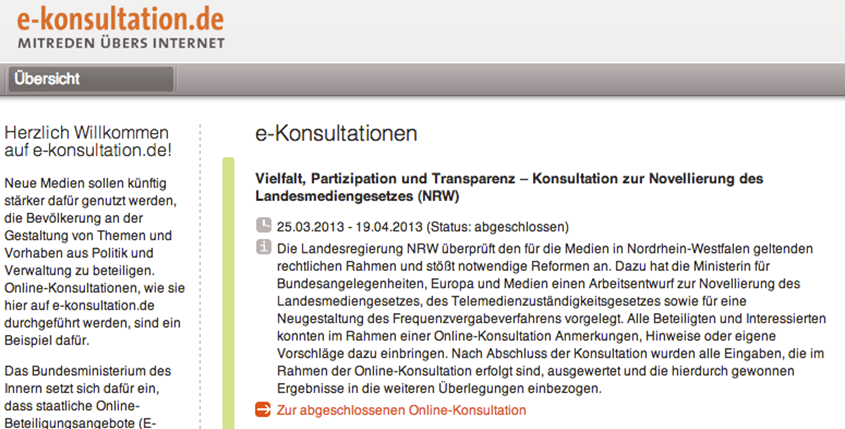 e-konsultation.de
MITREDEN ÜBERS INTERNET
Übersicht
Herzlich Willkommen
auf e-konsultation.de!
Neue Medien sollen künftig
stärker dafür genutzt werden,
die Bevölkerung an der
Gestaltung von Themen und
Vorhaben aus Politik und
Verwaltung zu beteiligen.
Online-Konsultationen, wie sie
hier auf e-konsultation.de
durchgeführt werden, sind ein
Beispiel dafür.
Das Bundesministerium des
Innern setzt sich dafür ein,
dass staatliche Online-
Beteiligungsangebote (E-
e-Konsultationen
Vielfalt, Partizipation und Transparenz – Konsultation zur Novellierung des
Landesmediengesetzes (NRW)
25.03.2013 - 19.04.2013 (Status: abgeschlossen)
Die Landesregierung NRW überprüft den für die Medien in Nordrhein-Westfalen geltenden
rechtlichen Rahmen und stößt notwendige Reformen an. Dazu hat die Ministerin für
Bundesangelegenheiten, Europa und Medien einen Arbeitsentwurf zur Novellierung des
Landesmediengesetzes, des Telemedienzuständigkeitsgesetzes sowie für eine
Neugestaltung des Frequenzvergabeverfahrens vorgelegt. Alle Beteiligten und Interessierten
konnten im Rahmen einer Online-Konsultation Anmerkungen, Hinweise oder eigene
Vorschläge dazu einbringen. Nach Abschluss der Konsultation wurden alle Eingaben, die im
Rahmen der Online-Konsultation erfolgt sind, ausgewertet und die hierdurch gewonnen
Ergebnisse in die weiteren Überlegungen einbezogen.
Zur abgeschlossenen Online-Konsultation